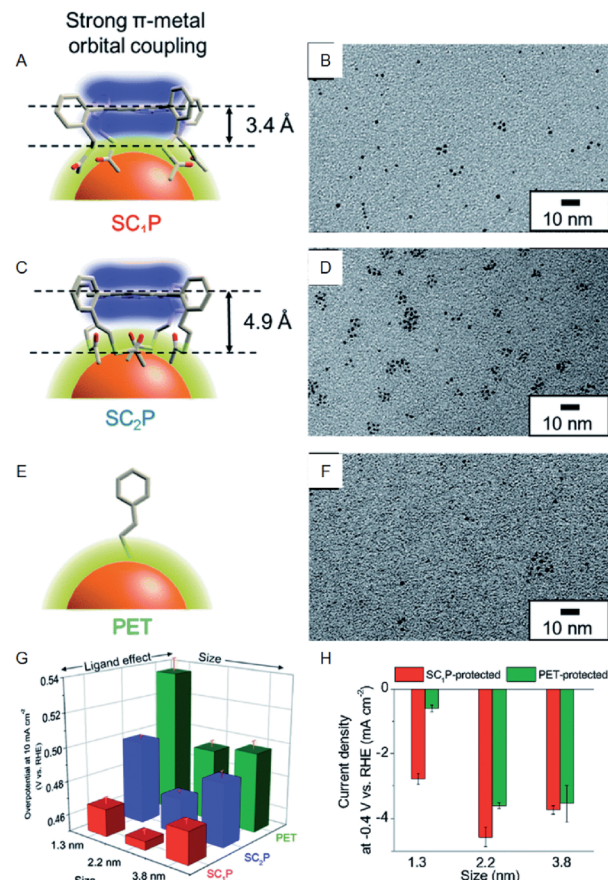 Strong π-metal
orbital coupling
A
3.4 Å
SC₁P
B
10 nm
C
4.9 Å
SC₂P
D
10 nm
E
PET
F
10 nm
G
Ligand effect
Size
0.54
0.52
0.50
0.48
0.46
Overpotential at 10 mA cm⁻²
(V vs. RHE)
1.3 nm
2.2 nm
3.8 nm
Size
SC₁P
SC₂P
PET
H
SC₁P-protected
PET-protected
0
-2
-4
Current density
at -0.4 V vs. RHE (mA cm⁻²)
1.3
2.2
3.8
Size (nm)